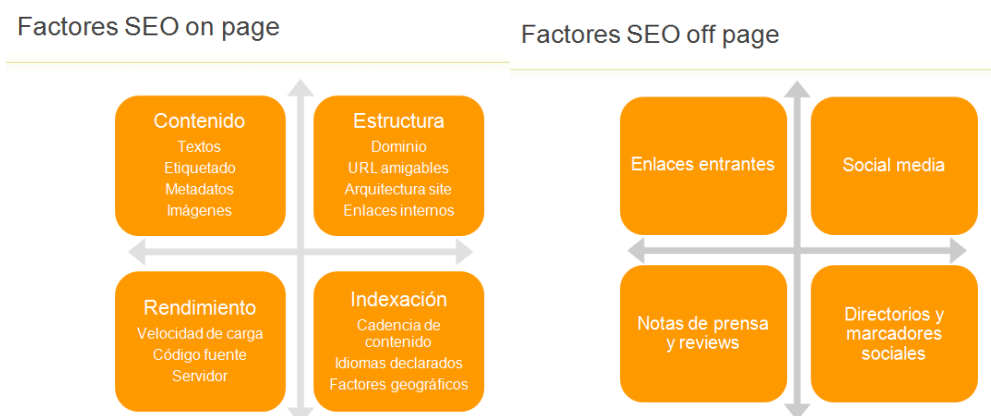 Factores SEO on page
Contenido
Textos
Etiquetado
Metadatos
Imágenes
Estructura
Dominio
URL amigables
Arquitectura site
Enlaces internos
Rendimiento
Velocidad de carga
Código fuente
Servidor
Indexación
Cadencia de
contenido
Idiomas declarados
Factores geográficos
Factores SEO off page
Enlaces entrantes
Social media
Notas de prensa
y reviews
Directorios y
marcadores
sociales